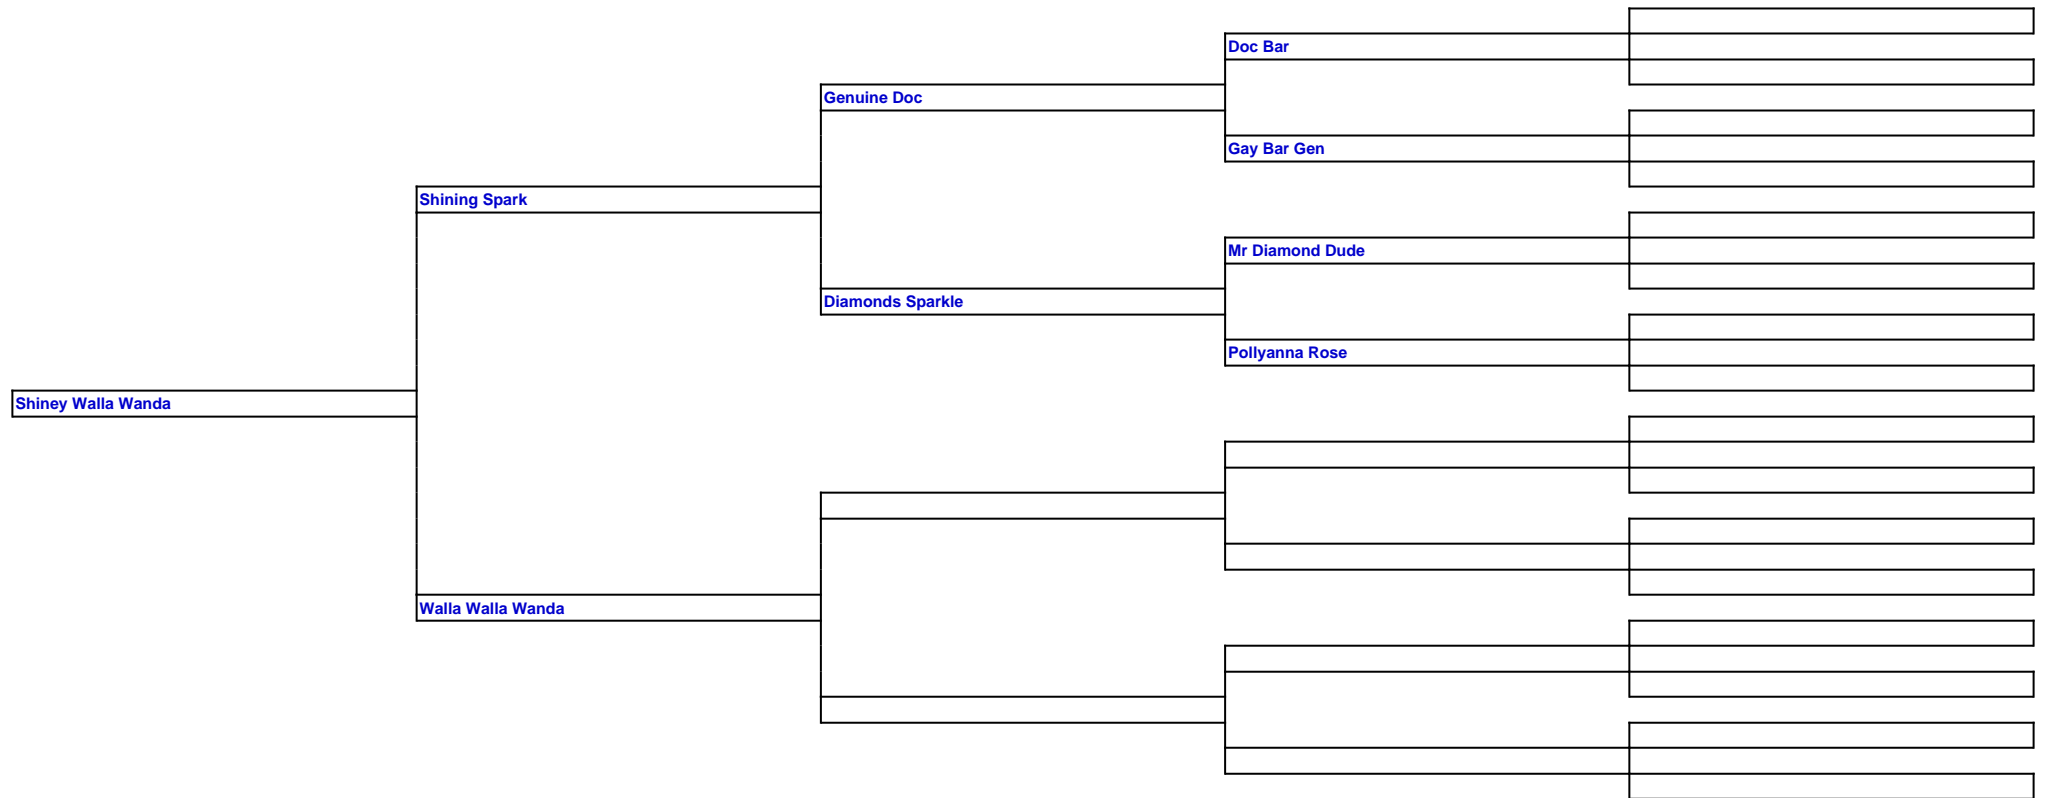 Doc Bar
Genuine Doc
Gay Bar Gen
Shining Spark
Mr Diamond Dude
Diamonds Sparkle
Pollyanna Rose
Shiney Walla Wanda
Walla Walla Wanda